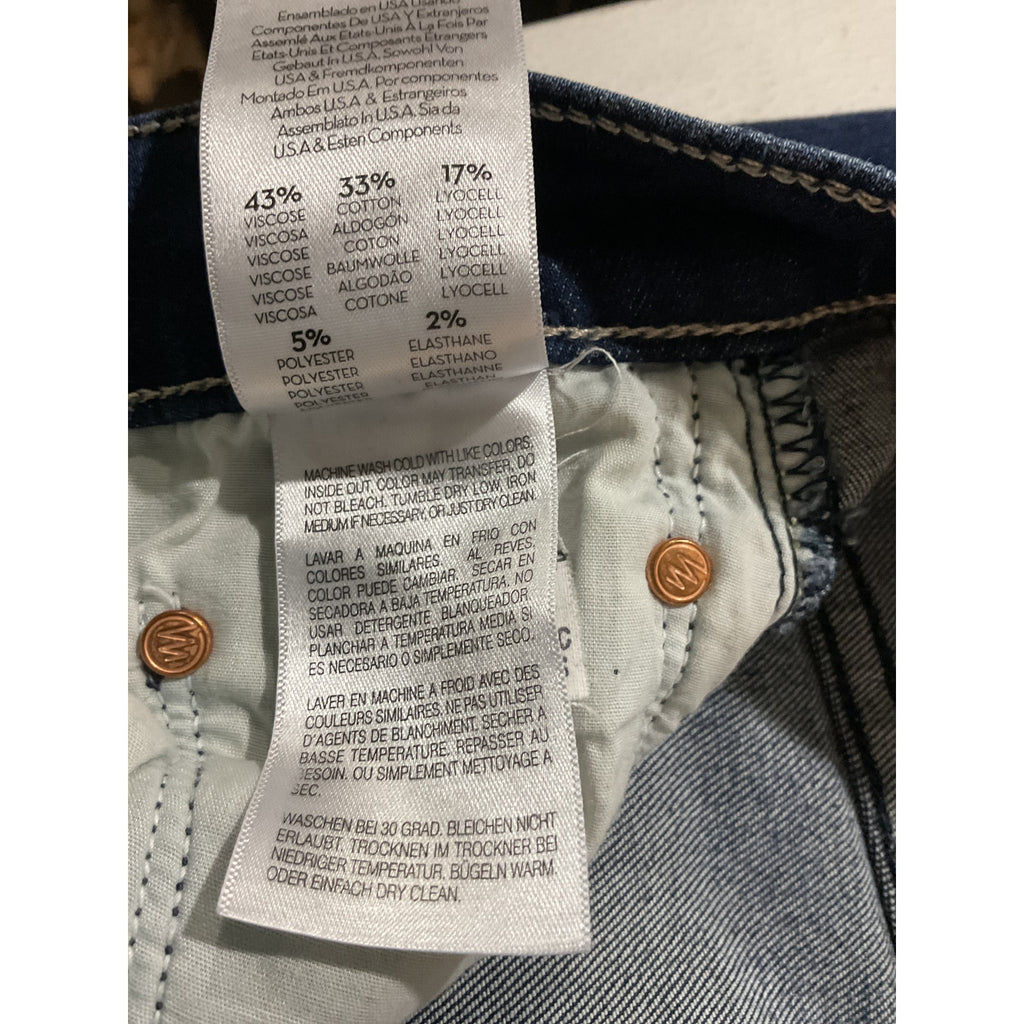 Ensamblado en USA Usando
Componentes De USA Y Extranjeros
Assemlé Aux Etats-Unis À La Fois Par
Etats-Unis Et Composants Étrangers
Gebaut In U.S.A. Sowohl Von
USA & Fremdkomponenten
Montado Em U.S.A. Por componentes
Ambos U.S.A & Estrangeiros
Assemblato In U.S.A. Sia da
U.S.A & Esteri Components
43% 33% 17%
VISCOSE COTTON LYOCELL
VISCOSA ALDOGÓN LYOCELL
VISCOSE COTON LYOCELL
VISCOSE BAUMWOLLE LYOCELL
VISCOSE ALGODÃO LYOCELL
VISCOSA COTONE LYOCELL
5% 2%
POLYESTER ELASTHANE
POLYESTER ELASTHANO
POLYESTER ELASTHANNE
POLYESTER ELASTHAN
MACHINE WASH COLD WITH LIKE COLORS,
INSIDE OUT. COLOR MAY TRANSFER. DO
NOT BLEACH. TUMBLE DRY LOW. IRON
MEDIUM IF NECESSARY, OR JUST DRY CLEAN.
LAVAR A MAQUINA EN FRIO CON
COLORES SIMILARES. AL REVES.
COLOR PUEDE CAMBIAR. SECAR EN
SECADORA A BAJA TEMPERATURA. NO
USAR DETERGENTE BLANQUEADOR.
PLANCHAR A TEMPERATURA MEDIA SI
ES NECESARIO O SIMPLEMENTE SECO.
LAVER EN MACHINE A FROID AVEC DES
COULEURS SIMILAIRES. NE PAS UTILISER
D'AGENTS DE BLANCHIMENT. SECHER A
BASSE TEMPERATURE. REPASSER AU
BESOIN. OU SIMPLEMENT METTOYAGE A
SEC.
WASCHEN BEI 30 GRAD. BLEICHEN NICHT
ERLAUBT. TROCKNEN IM TROCKNER BEI
NIEDRIGER TEMPERATUR. BÜGELN WARM.
ODER EINFACH DRY CLEAN.